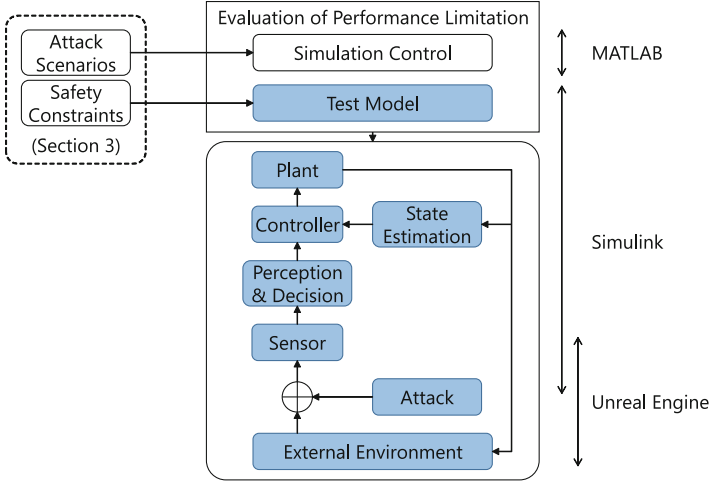 Evaluation of Performance Limitation
Attack
Scenarios
Simulation Control
MATLAB
Safety
Constraints
Test Model
(Section 3)
Plant
Controller
State
Estimation
Simulink
Perception
& Decision
Sensor
Attack
Unreal Engine
External Environment